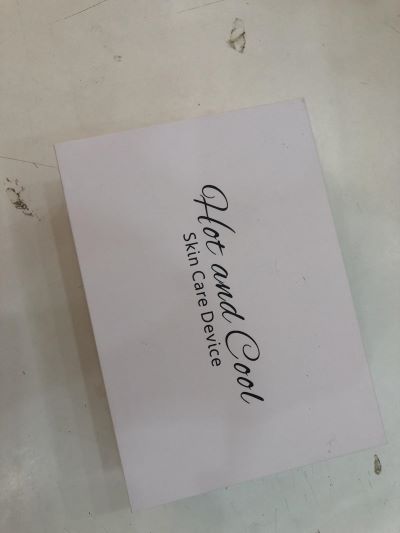 Hot and Cool
Skin Care Device